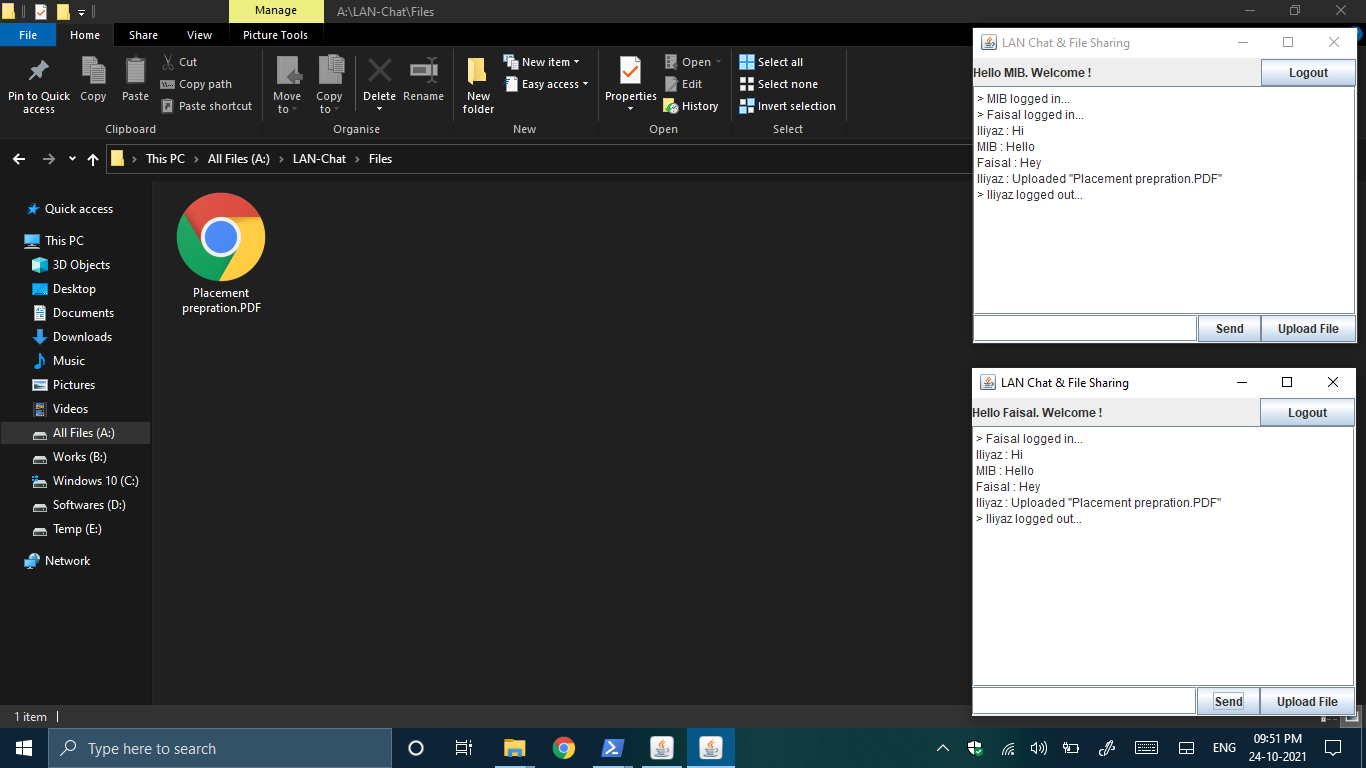 Manage
A:\LAN-Chat\Files
File
Home
Share
View
Picture Tools
Pin to Quick
access
Copy
Paste
Cut
Copy path
Paste shortcut
Clipboard
Move
to
Copy
to
Delete
Rename
Organise
New
folder
New item
Easy access
New
Properties
Open
Edit
History
Open
Select all
Select none
Invert selection
Select
This PC
All Files (A:)
LAN-Chat
Files
Quick access
This PC
3D Objects
Desktop
Documents
Downloads
Music
Pictures
Videos
All Files (A:)
Works (B:)
Windows 10 (C:)
Softwares (D:)
Temp (E:)
Network
Placement
prepration.PDF
1 item
LAN Chat & File Sharing
Hello MIB. Welcome !
Logout
> MIB logged in...
> Faisal logged in...
Iliyaz : Hi
MIB : Hello
Faisal : Hey
Iliyaz : Uploaded "Placement prepration.PDF"
> Iliyaz logged out...
Send
Upload File
LAN Chat & File Sharing
Hello Faisal. Welcome !
Logout
> Faisal logged in...
Iliyaz : Hi
MIB : Hello
Faisal : Hey
Iliyaz : Uploaded "Placement prepration.PDF"
> Iliyaz logged out...
Send
Upload File
Type here to search
ENG
09:51 PM
24-10-2021